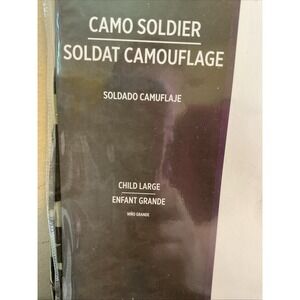 CAMO SOLDIER
SOLDAT CAMOUFLAGE
SOLDADO CAMUFLAJE
CHILD LARGE
ENFANT GRANDE
NIÑO GRANDE